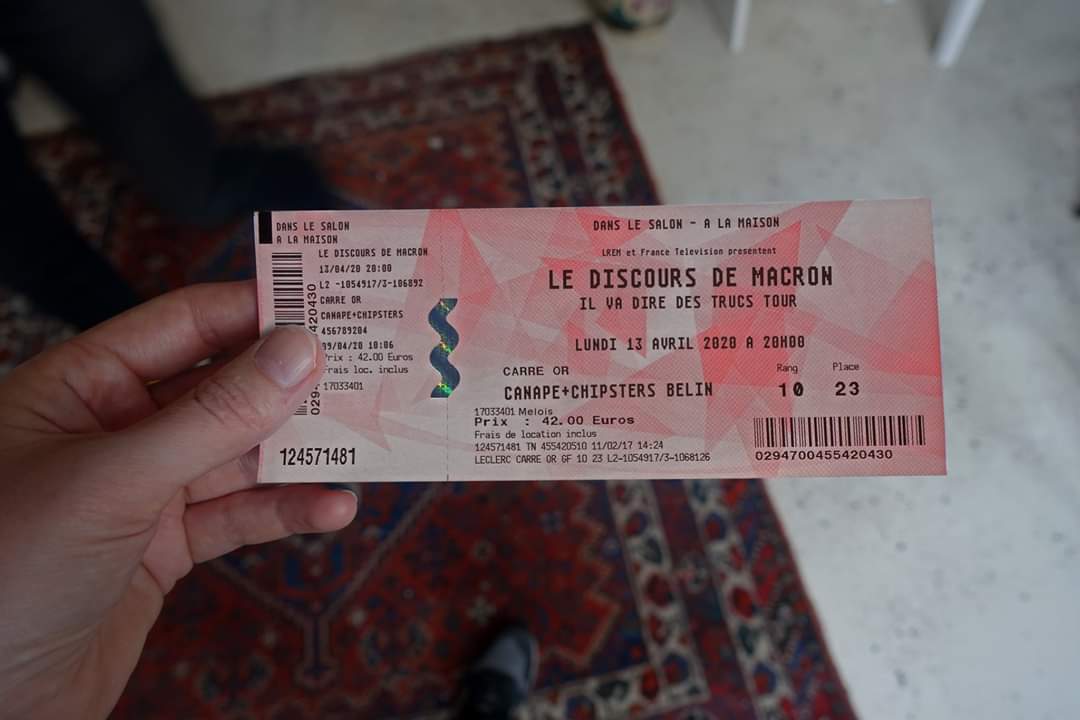 DANS LE SALON
A LA MAISON
LE DISCOURS DE MACRON
13/04/20 20:00
L2 -1054917/3-106892
CARRE OR
CANAPE+CHIPSTERS
456789204
09/04/20 10:06
Prix : 42.00 Euros
Frais loc. inclus
17033401
124571481
DANS LE SALON - A LA MAISON
LREM et France Television presentent
LE DISCOURS DE MACRON
IL VA DIRE DES TRUCS TOUR
LUNDI 13 AVRIL 2020 A 20H00
CARRE OR
Rang Place
CANAPE+CHIPSTERS BELIN
10 23
17033401 Melois
Prix : 42.00 Euros
Frais de location inclus
124571481 TN 455420510 11/02/17 14:24
LECLERC CARRE OR GF 10 23 L2-1054917/3-1068126
0294700455420430